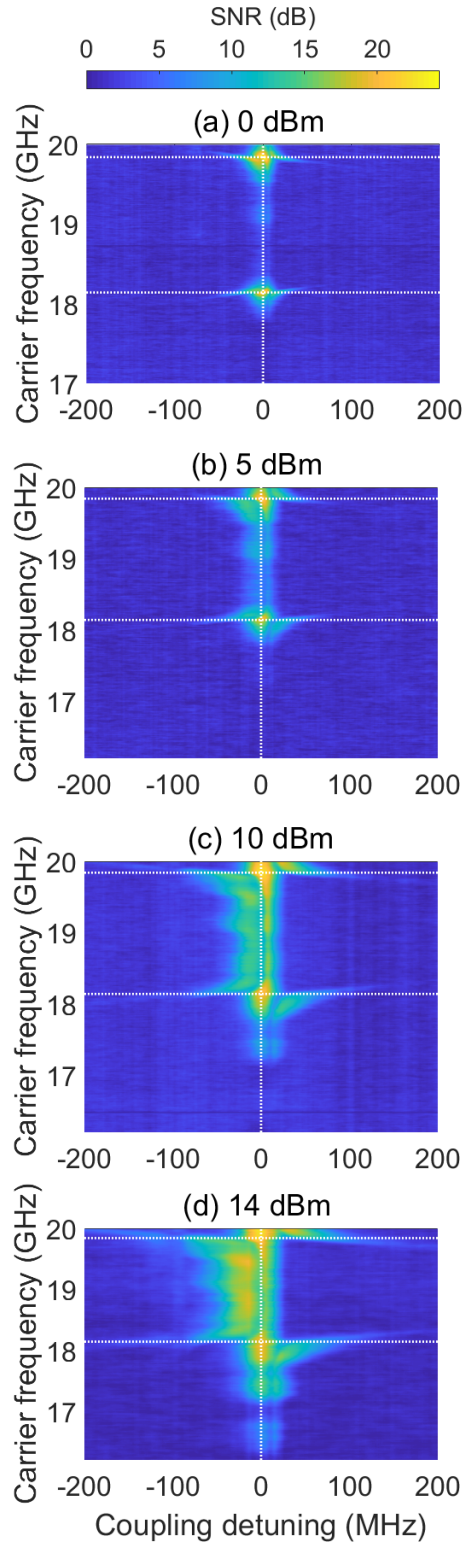 SNR (dB)
0 5 10 15 20
(a) 0 dBm
Carrier frequency (GHz)
20
19
18
17
-200 -100 0 100 200
(b) 5 dBm
Carrier frequency (GHz)
20
19
18
17
-200 -100 0 100 200
(c) 10 dBm
Carrier frequency (GHz)
20
19
18
17
-200 -100 0 100 200
(d) 14 dBm
Carrier frequency (GHz)
20
19
18
17
-200 -100 0 100 200
Coupling detuning (MHz)